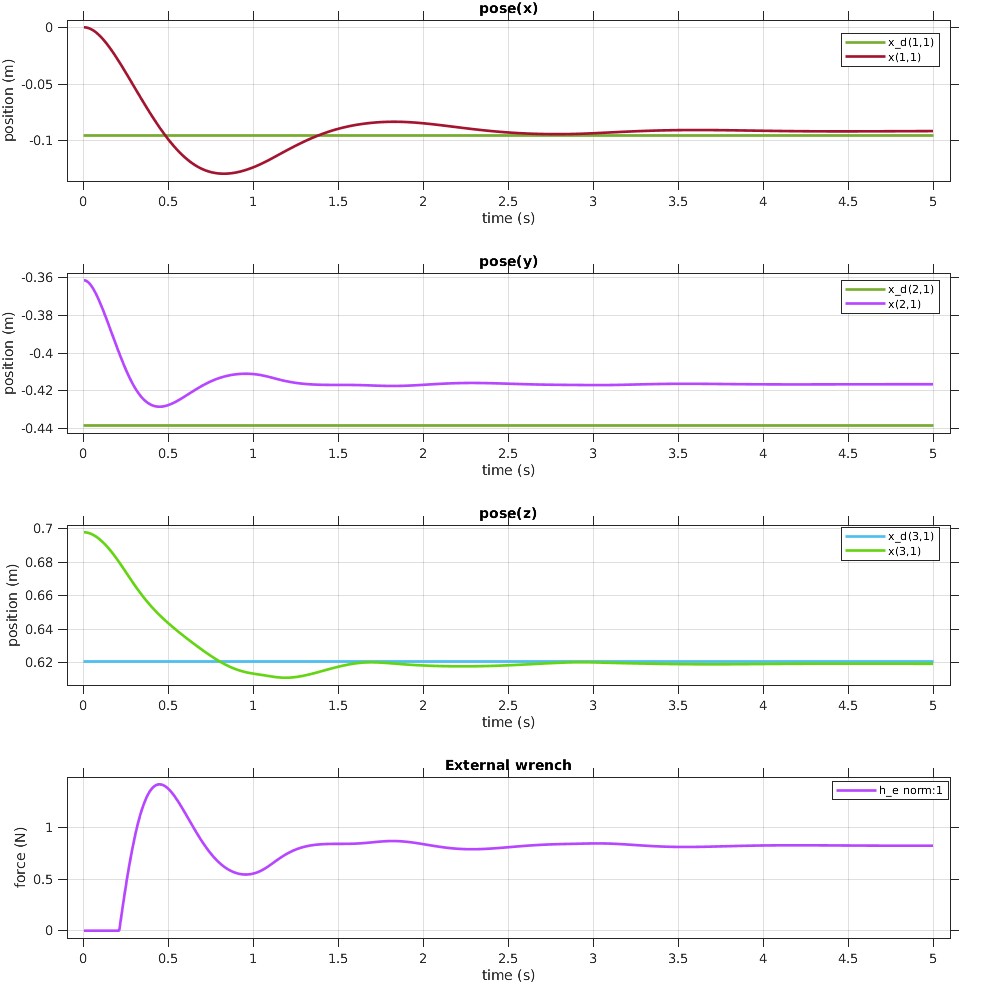 pose(x)
position (m)
0
-0.05
-0.1
x_d(1,1)
x(1,1)
0 0.5 1 1.5 2 2.5 3 3.5 4 4.5 5
time (s)
pose(y)
position (m)
-0.36
-0.38
-0.4
-0.42
-0.44
x_d(2,1)
x(2,1)
0 0.5 1 1.5 2 2.5 3 3.5 4 4.5 5
time (s)
pose(z)
position (m)
0.7
0.68
0.66
0.64
0.62
x_d(3,1)
x(3,1)
0 0.5 1 1.5 2 2.5 3 3.5 4 4.5 5
time (s)
External wrench
force (N)
1
0.5
0
h_e norm:1
0 0.5 1 1.5 2 2.5 3 3.5 4 4.5 5
time (s)